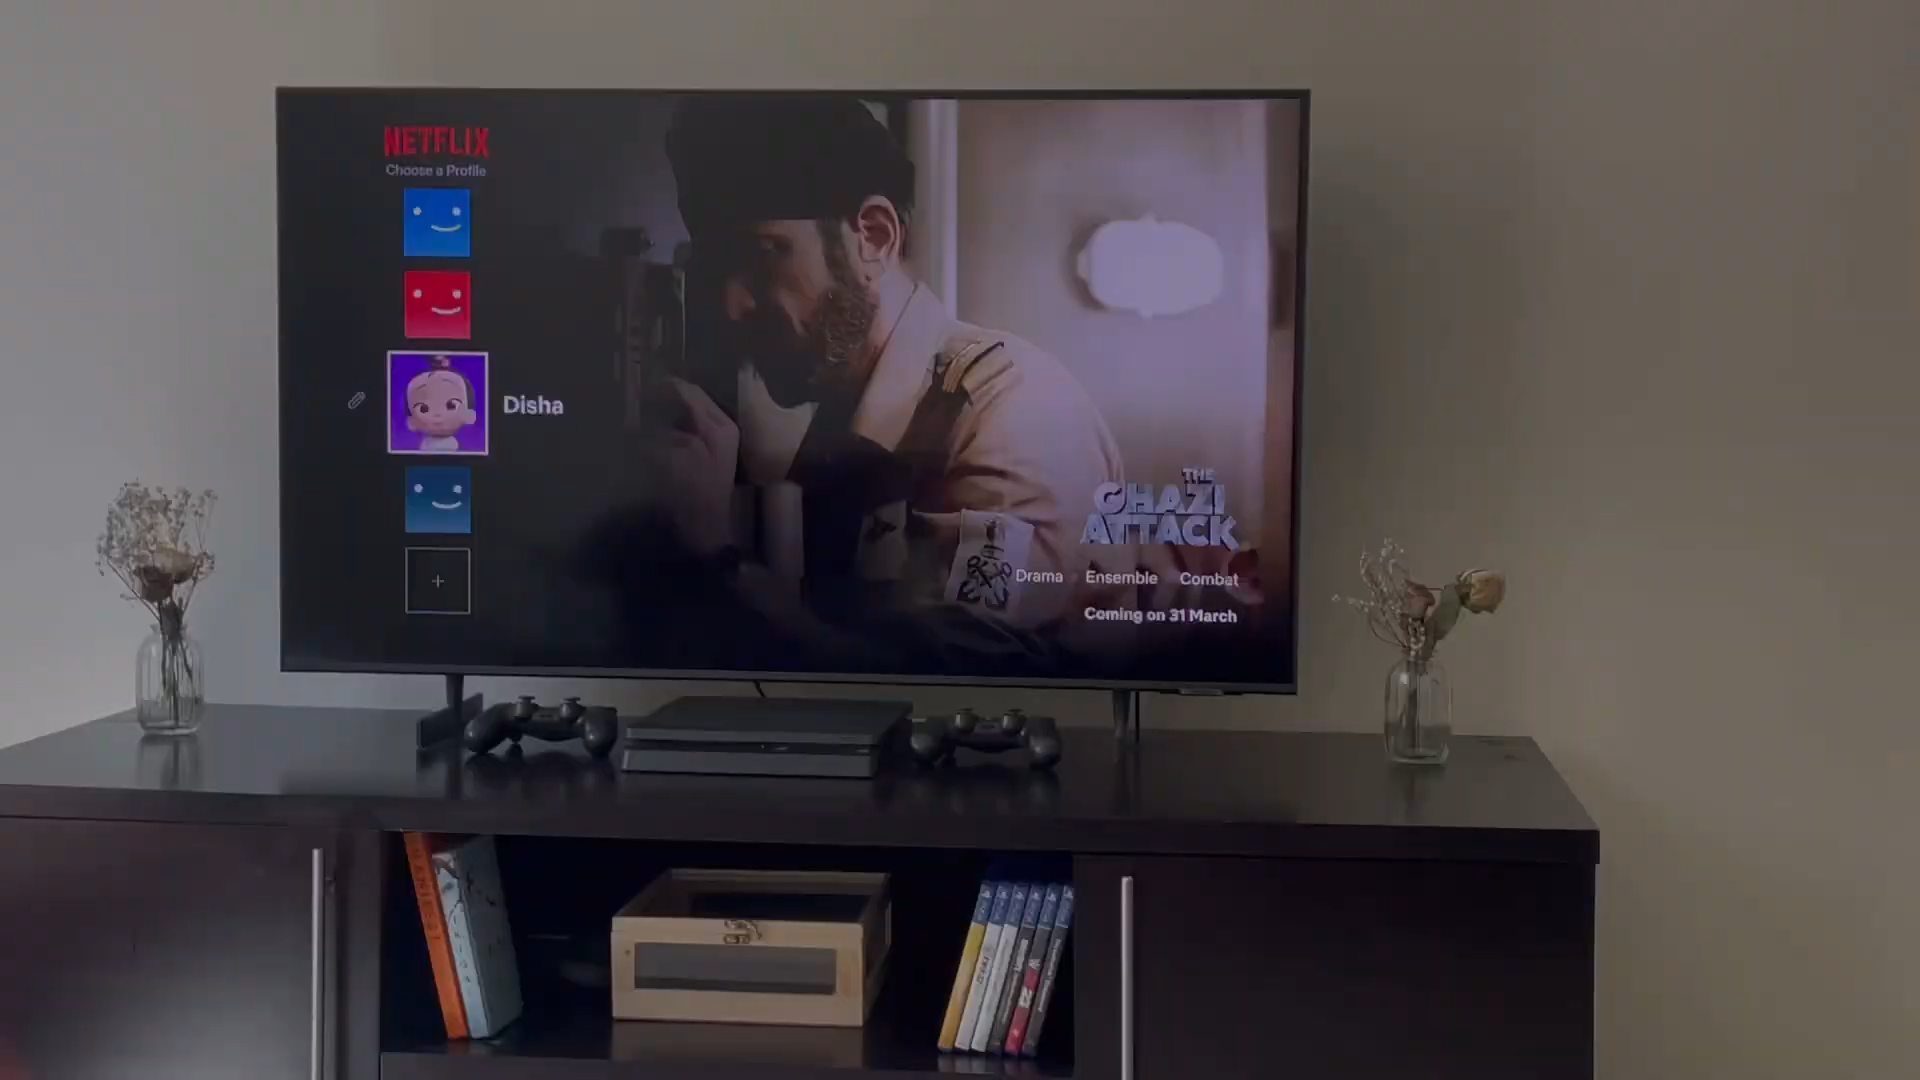 NETFLIX
Choose a Profile
Disha
+
THE
GHAZI
ATTACK
Drama Ensemble Combat
Coming on 31 March